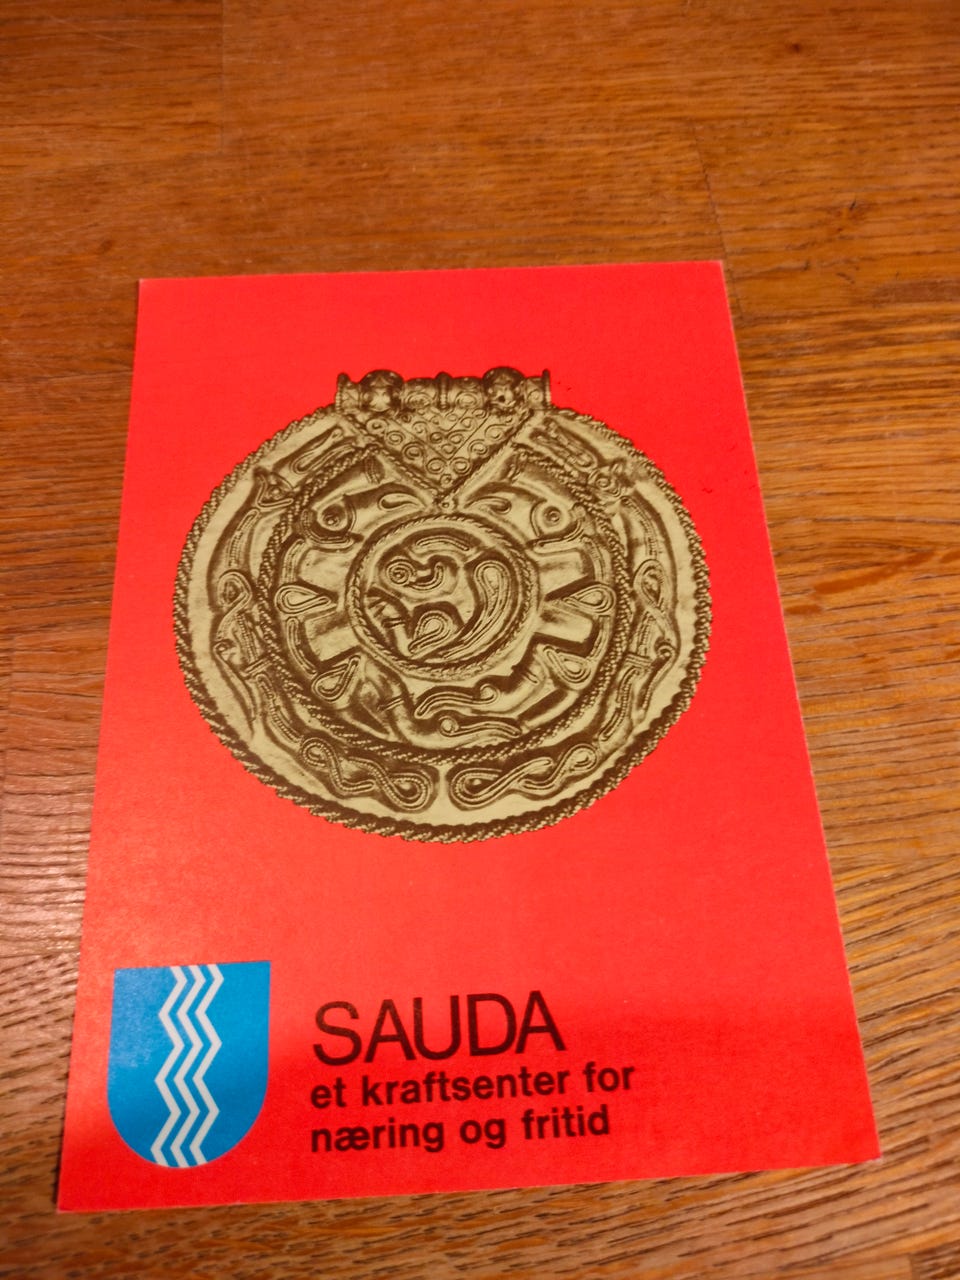 SAUDA
et kraftsenter for
næring og fritid